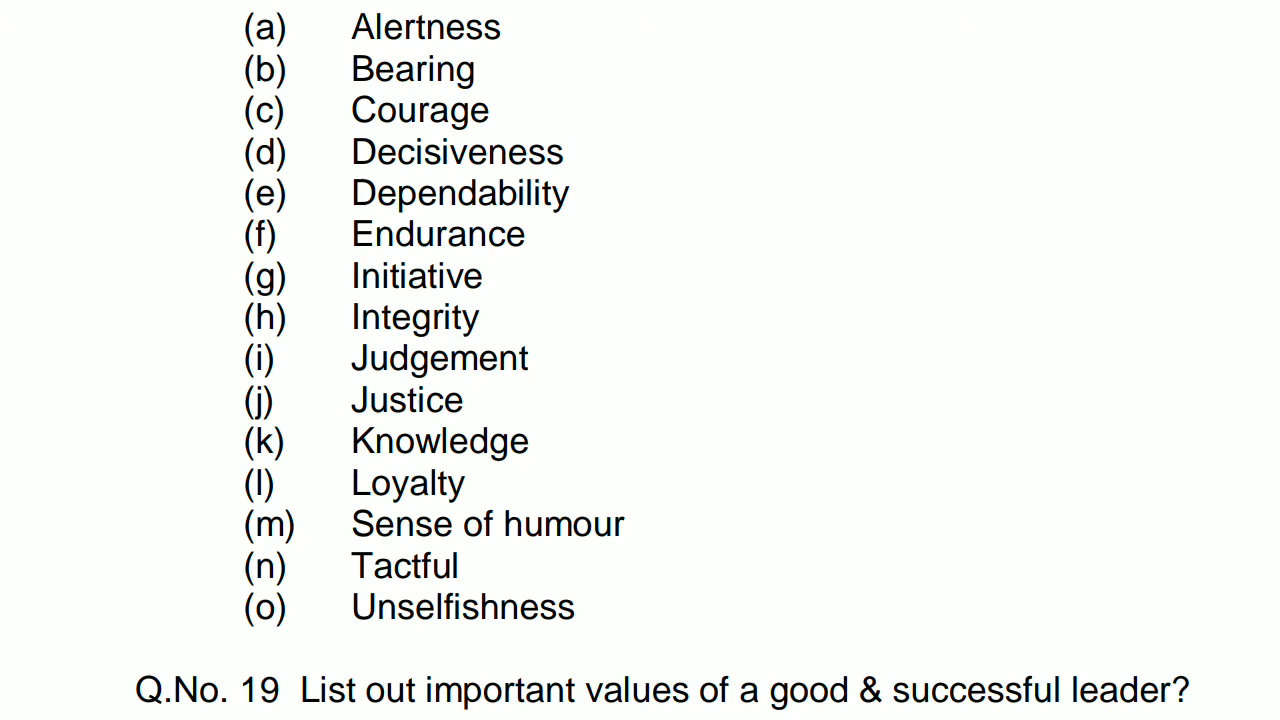 (a) Alertness
(b) Bearing
(c) Courage
(d) Decisiveness
(e) Dependability
(f) Endurance
(g) Initiative
(h) Integrity
(i) Judgement
(j) Justice
(k) Knowledge
(l) Loyalty
(m) Sense of humour
(n) Tactful
(o) Unselfishness
Q.No. 19 List out important values of a good & successful leader?